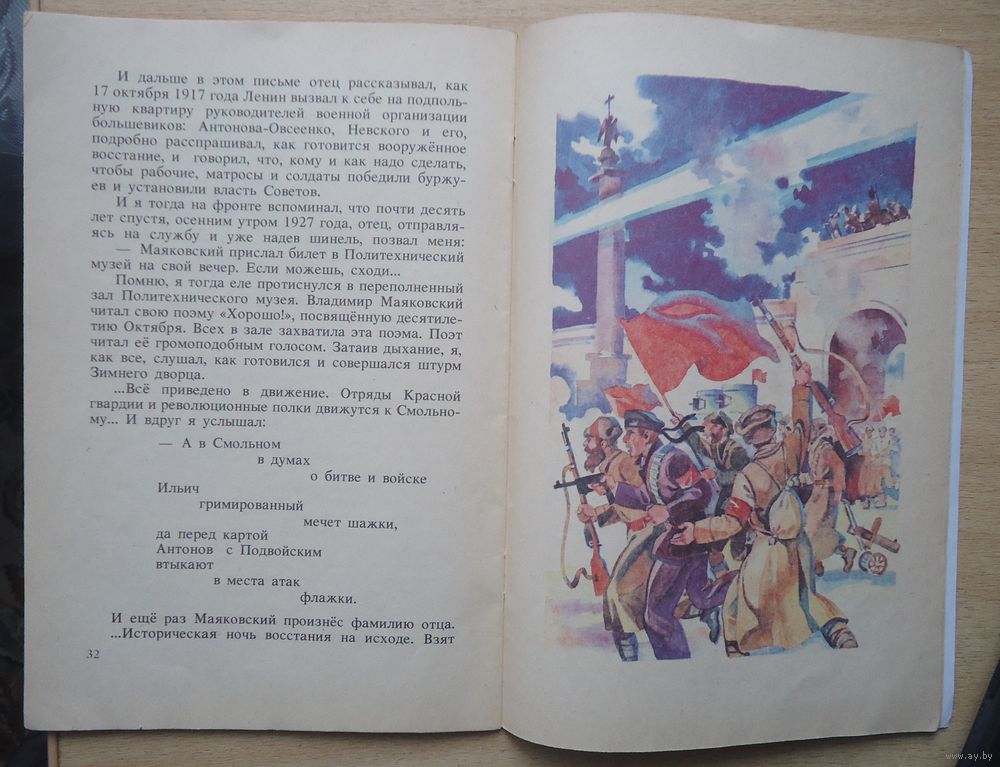 И дальше в этом письме отец рассказывал, как
17 октября 1917 года Ленин вызвал к себе на подполь-
ную квартиру руководителей военной организации
большевиков: Антонова-Овсеенко, Невского и его,
подробно расспрашивал, как готовится вооружённое
восстание, и говорил, что, кому и как надо сделать,
чтобы рабочие, матросы и солдаты победили буржу-
ев и установили власть Советов.
И я тогда на фронте вспоминал, что почти десять
лет спустя, осенним утром 1927 года, отец, отправля-
ясь на службу и уже надев шинель, позвал меня:
— Маяковский прислал билет в Политехнический
музей на свой вечер. Если можешь, сходи...
Помню, я тогда еле протиснулся в переполненный
зал Политехнического музея. Владимир Маяковский
читал свою поэму «Хорошо!», посвящённую десятиле-
тию Октября. Всех в зале захватила эта поэма. Поэт
читал её громоподобным голосом. Затаив дыхание, я,
как все, слушал, как готовился и совершался штурм
Зимнего дворца.
...Всё приведено в движение. Отряды Красной
гвардии и революционные полки движутся к Смольно-
му... И вдруг я услышал:
— А в Смольном
в думах
о битве и войске
Ильич
гримированный
мечет шажки,
да перед картой
Антонов с Подвойским
втыкают
в места атак
флажки.
И ещё раз Маяковский произнёс фамилию отца.
...Историческая ночь восстания на исходе. Взят
32
www.ay.by